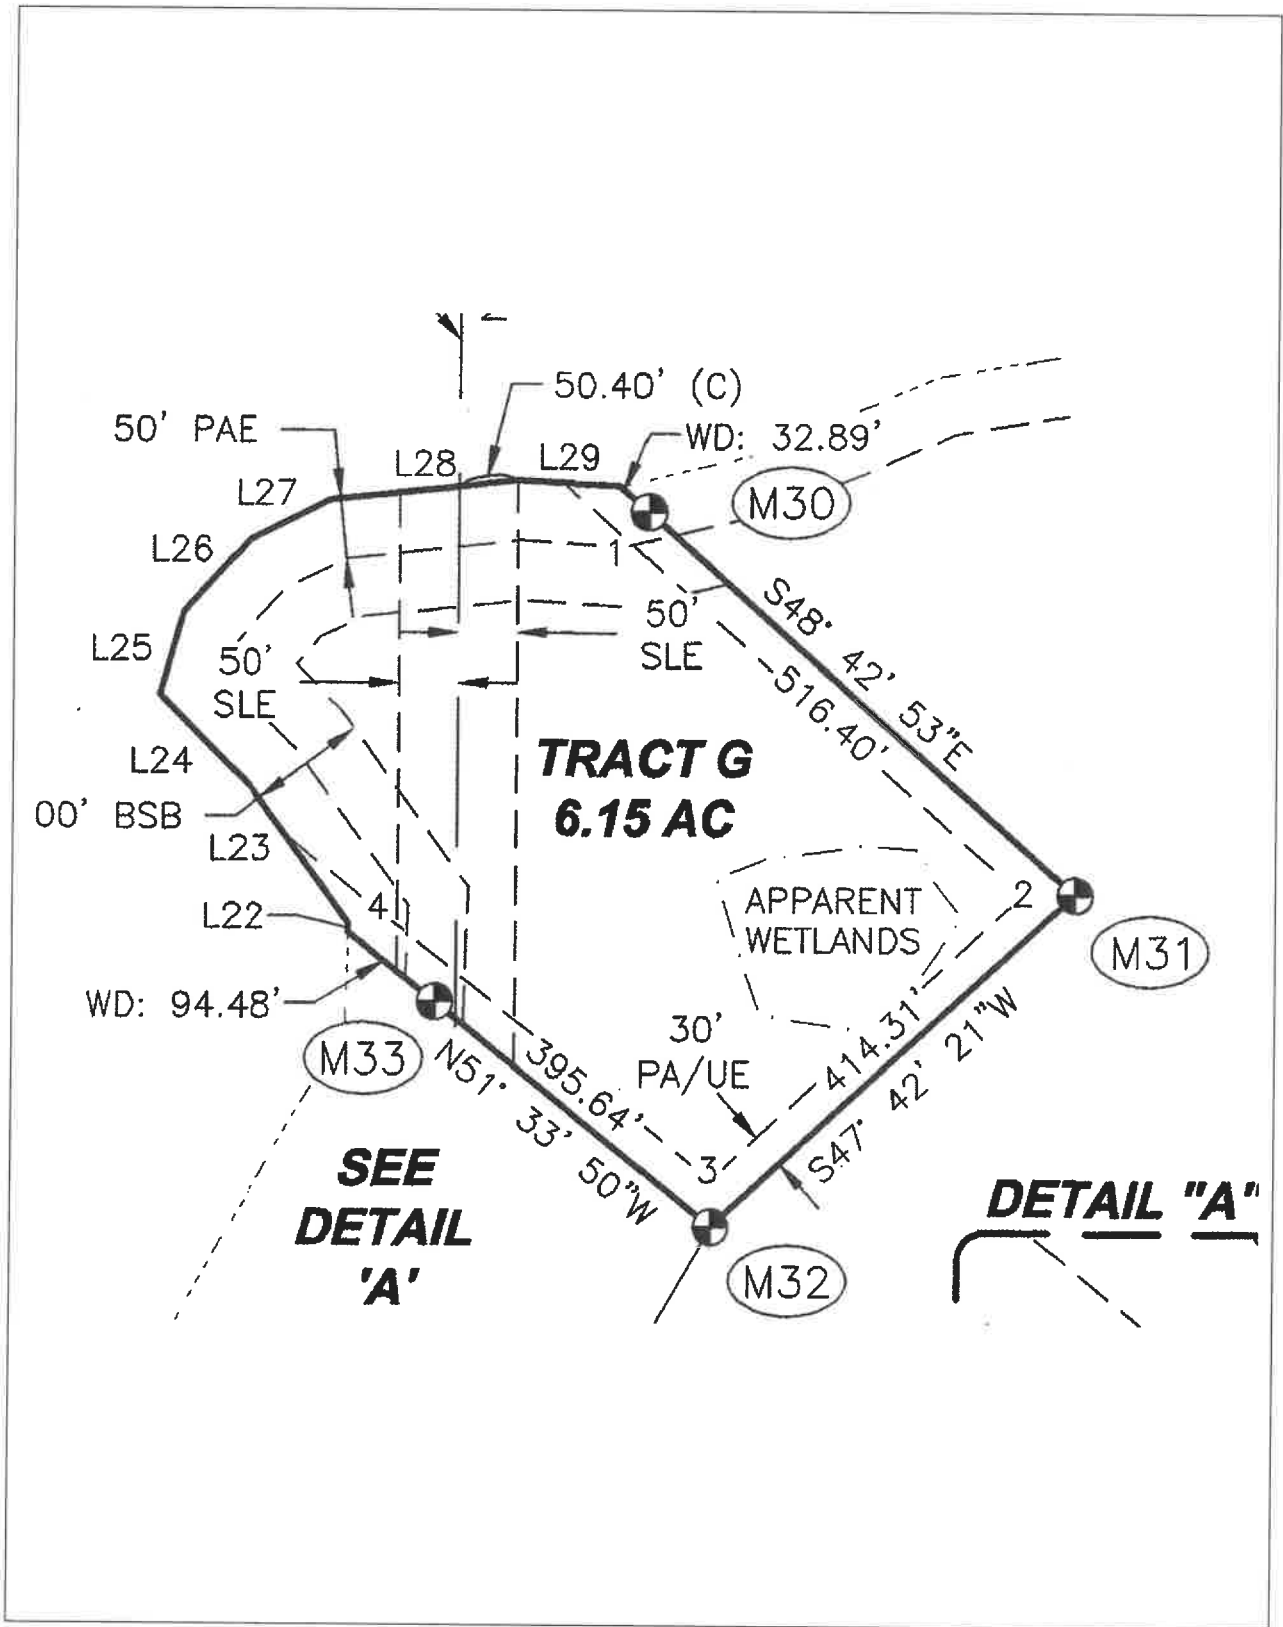 50.40' (C)
50' PAE
WD: 32.89'
L28
L29
L27
M30
L26
1
S48° 42' 53"E
50'
SLE
L25
50'
SLE
516.40'
TRACT G
6.15 AC
L24
00' BSB
L23
APPARENT
WETLANDS
2
4
L22
M31
WD: 94.48'
30'
PA/UE
414.31'
S47° 42' 21"W
M33
395.64'
N51° 33' 50"W
3
SEE
DETAIL
'A'
DETAIL "A"
M32